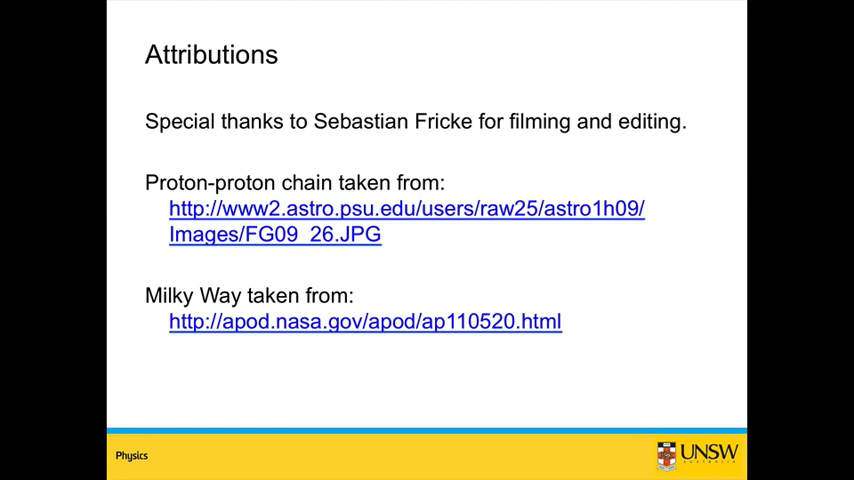 Attributions
Special thanks to Sebastian Fricke for filming and editing.
Proton-proton chain taken from:
http://www2.astro.psu.edu/users/raw25/astro1h09/
Images/FG09_26.JPG
Milky Way taken from:
http://apod.nasa.gov/apod/ap110520.html
Physics
UNSW
AUSTRALIA